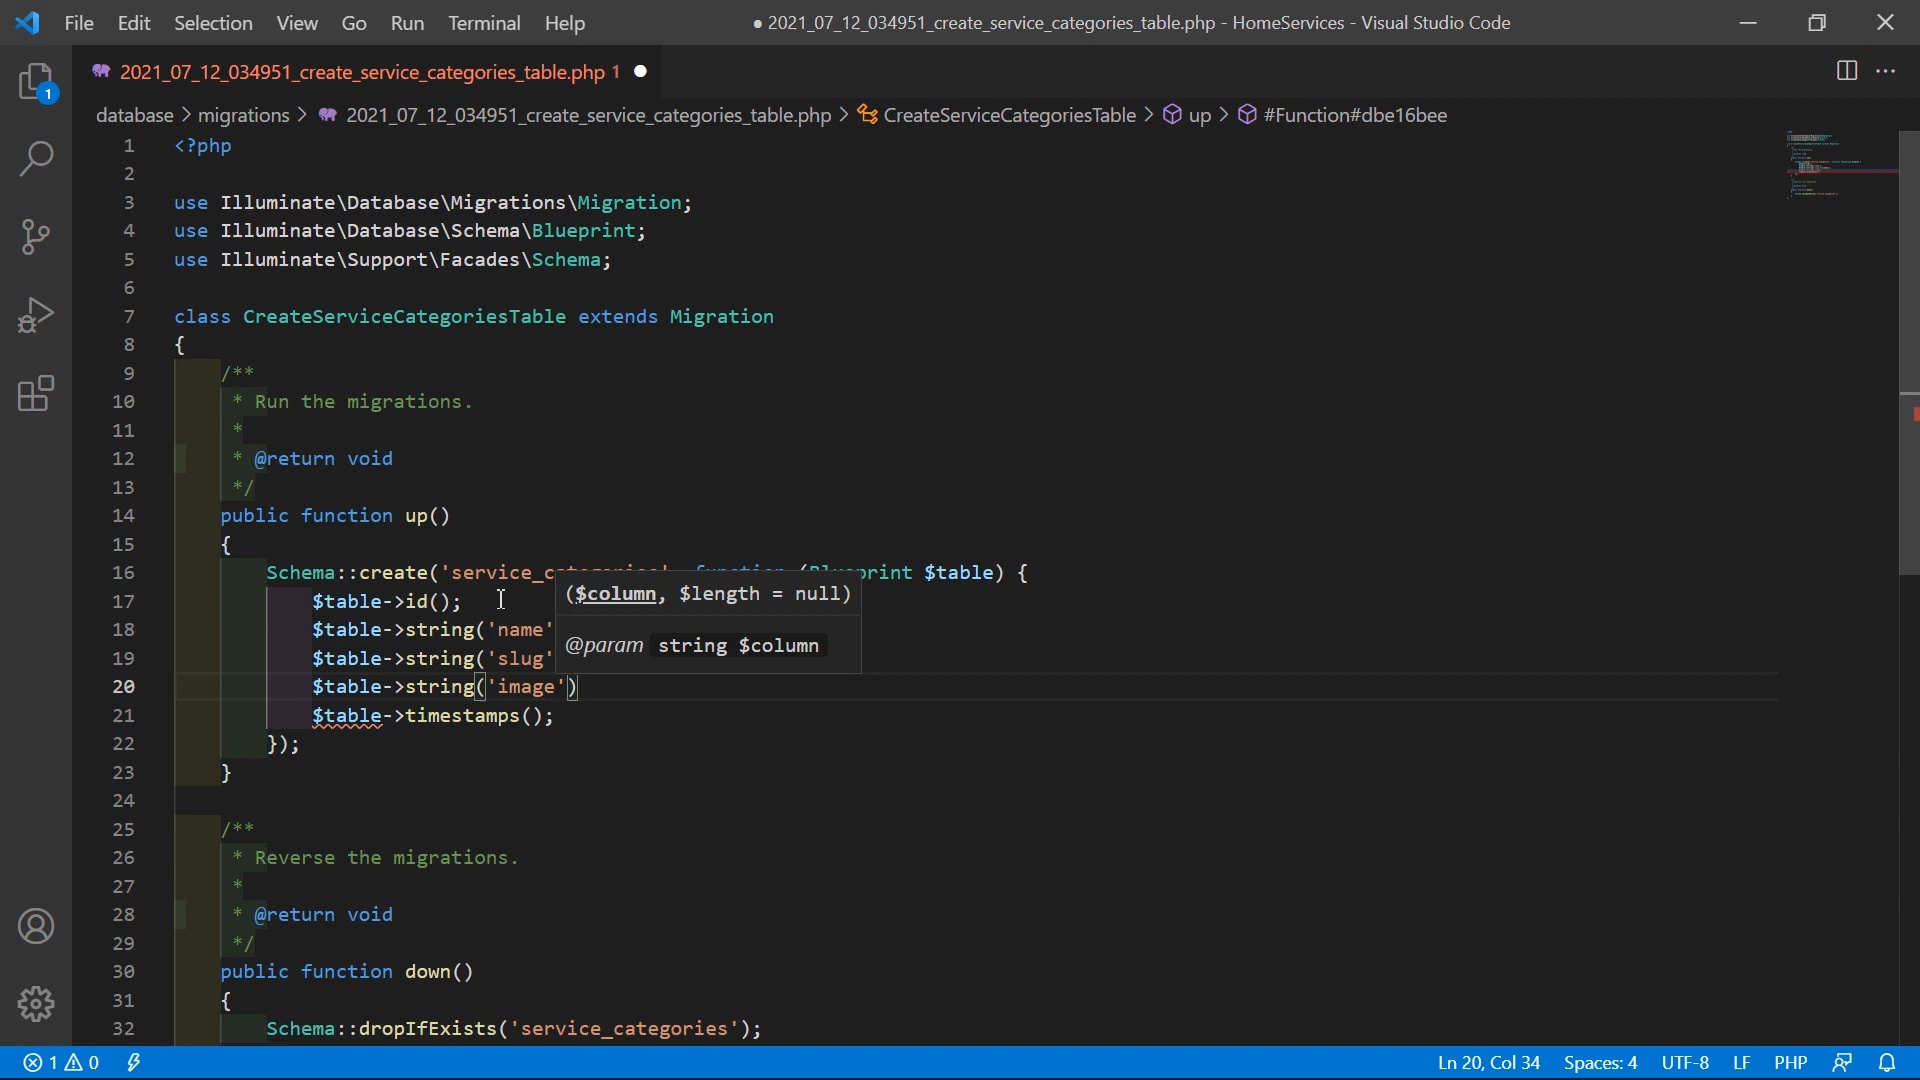 File Edit Selection View Go Run Terminal Help
● 2021_07_12_034951_create_service_categories_table.php - HomeServices - Visual Studio Code
2021_07_12_034951_create_service_categories_table.php 1 ●
1
database > migrations > 2021_07_12_034951_create_service_categories_table.php > CreateServiceCategoriesTable > up > #Function#dbe16bee
1 <?php
2
3 use Illuminate\Database\Migrations\Migration;
4 use Illuminate\Database\Schema\Blueprint;
5 use Illuminate\Support\Facades\Schema;
6
7 class CreateServiceCategoriesTable extends Migration
8 {
9 /**
10 * Run the migrations.
11 *
12 * @return void
13 */
14 public function up()
15 {
16 Schema::create('service_c print $table) {
($column, $length = null)
17 $table->id();
18 $table->string('name'
@param string $column
19 $table->string('slug'
20 $table->string('image')
21 $table->timestamps();
22 });
23 }
24
25 /**
26 * Reverse the migrations.
27 *
28 * @return void
29 */
30 public function down()
31 {
32 Schema::dropIfExists('service_categories');
1 0 Ln 20, Col 34 Spaces: 4 UTF-8 LF PHP